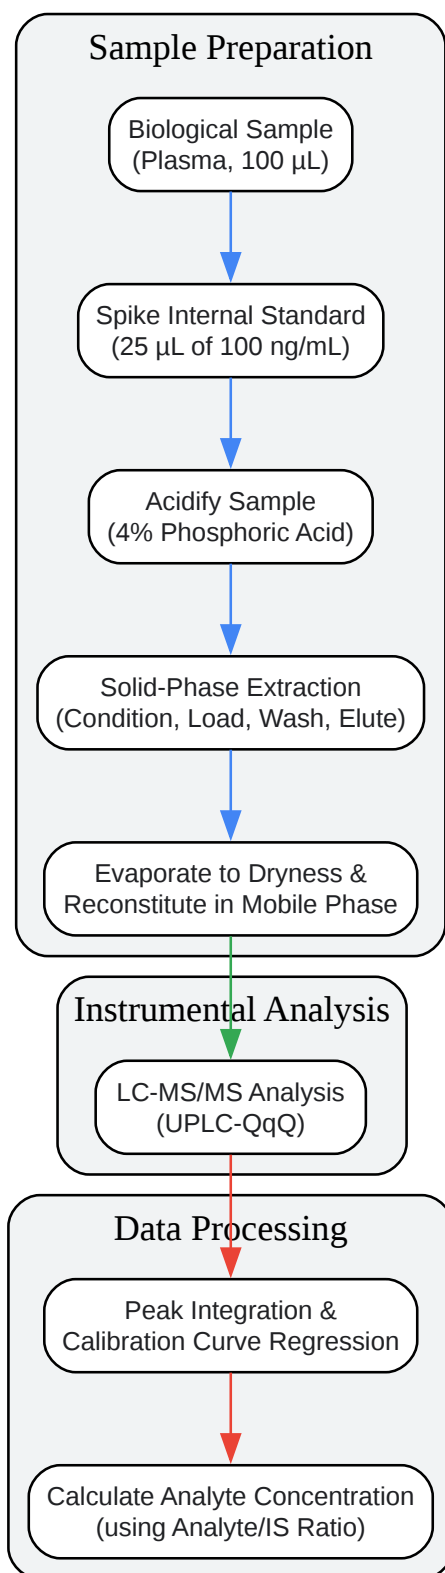 Sample Preparation
Biological Sample
(Plasma, 100 µL)
Spike Internal Standard
(25 µL of 100 ng/mL)
Acidify Sample
(4% Phosphoric Acid)
Solid-Phase Extraction
(Condition, Load, Wash, Elute)
Evaporate to Dryness &
Reconstitute in Mobile Phase
Instrumental Analysis
LC-MS/MS Analysis
(UPLC-QqQ)
Data Processing
Peak Integration &
Calibration Curve Regression
Calculate Analyte Concentration
(using Analyte/IS Ratio)